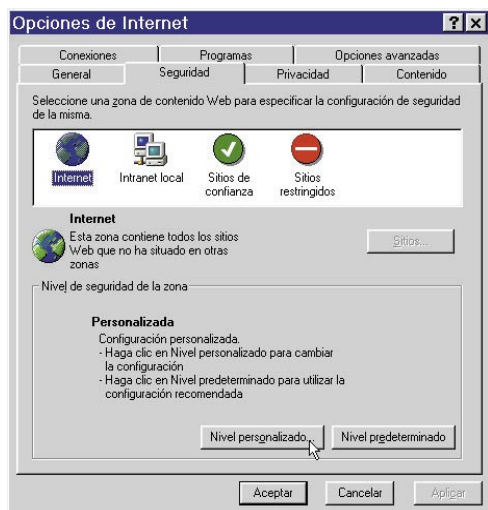 Opciones de Internet
Conexiones Programas Opciones avanzadas
General Seguridad Privacidad Contenido
Seleccione una zona de contenido Web para especificar la configuración de seguridad
de la misma.
Internet Intranet local Sitios de Sitios
confianza restringidos
Internet
Esta zona contiene todos los sitios
Web que no ha situado en otras
zonas
Sitios...
Nivel de seguridad de la zona
Personalizada
Configuración personalizada.
- Haga clic en Nivel personalizado para cambiar
la configuración
- Haga clic en Nivel predeterminado para utilizar la
configuración recomendada
Nivel personalizado... Nivel predeterminado
Aceptar Cancelar Aplicar